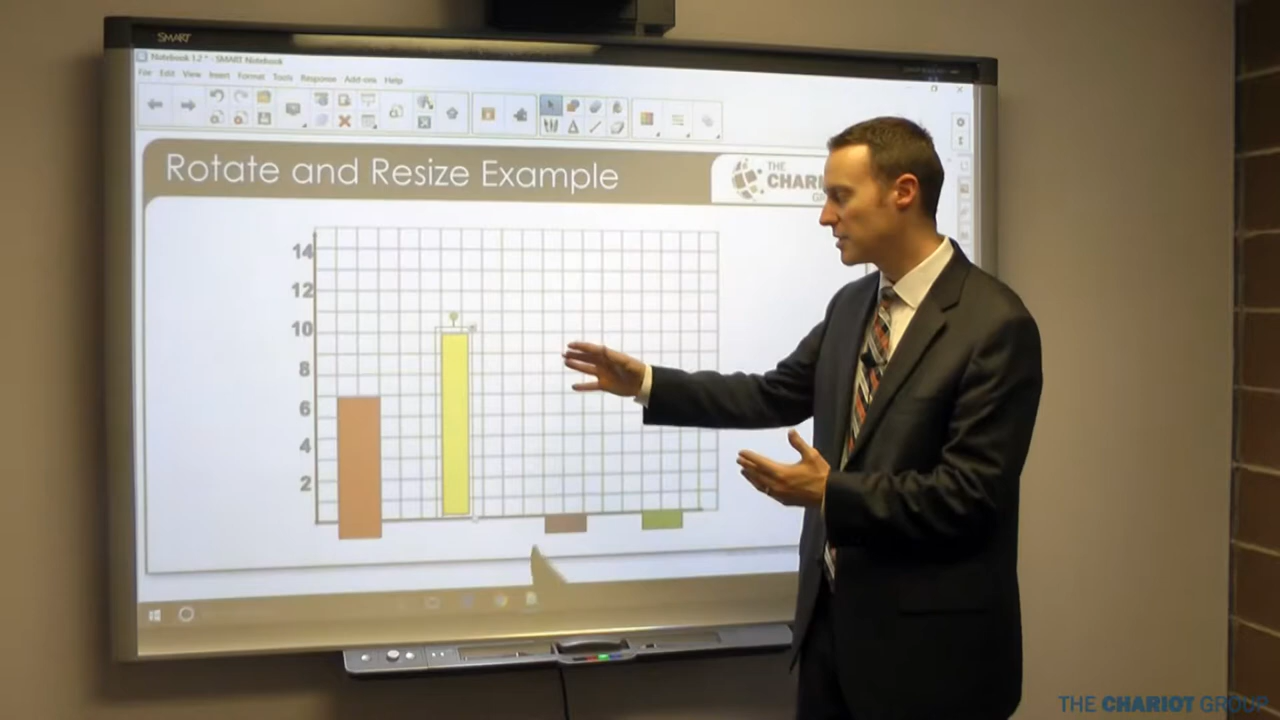 SMART
Notebook 1.2 * - SMART Notebook
File Edit View Insert Format Tools Response Add-ons Help
Rotate and Resize Example
THE
CHARI
GR
14
12
10
8
6
4
2
THE CHARIOT GROUP